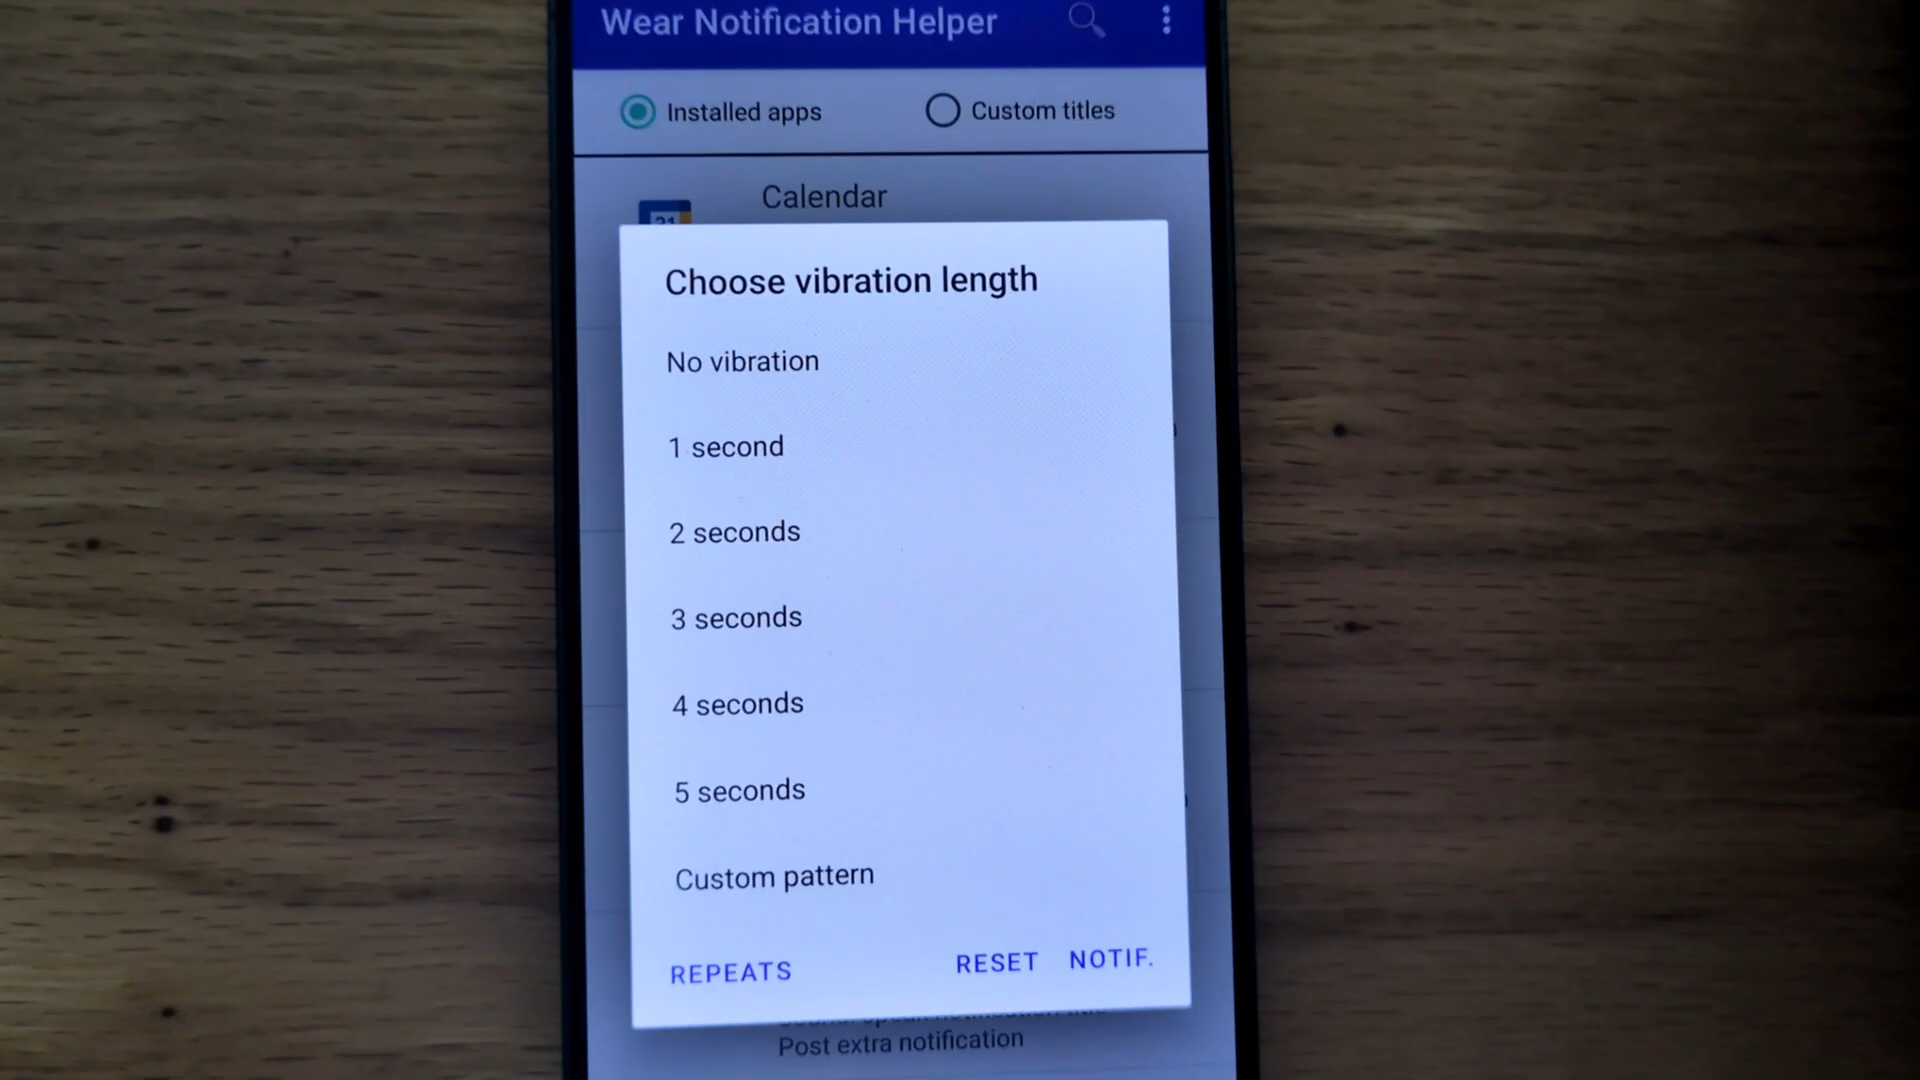 Wear Notification Helper
Installed apps
Custom titles
Calendar
Choose vibration length
No vibration
1 second
2 seconds
3 seconds
4 seconds
5 seconds
Custom pattern
REPEATS
RESET
NOTIF.
Post extra notification